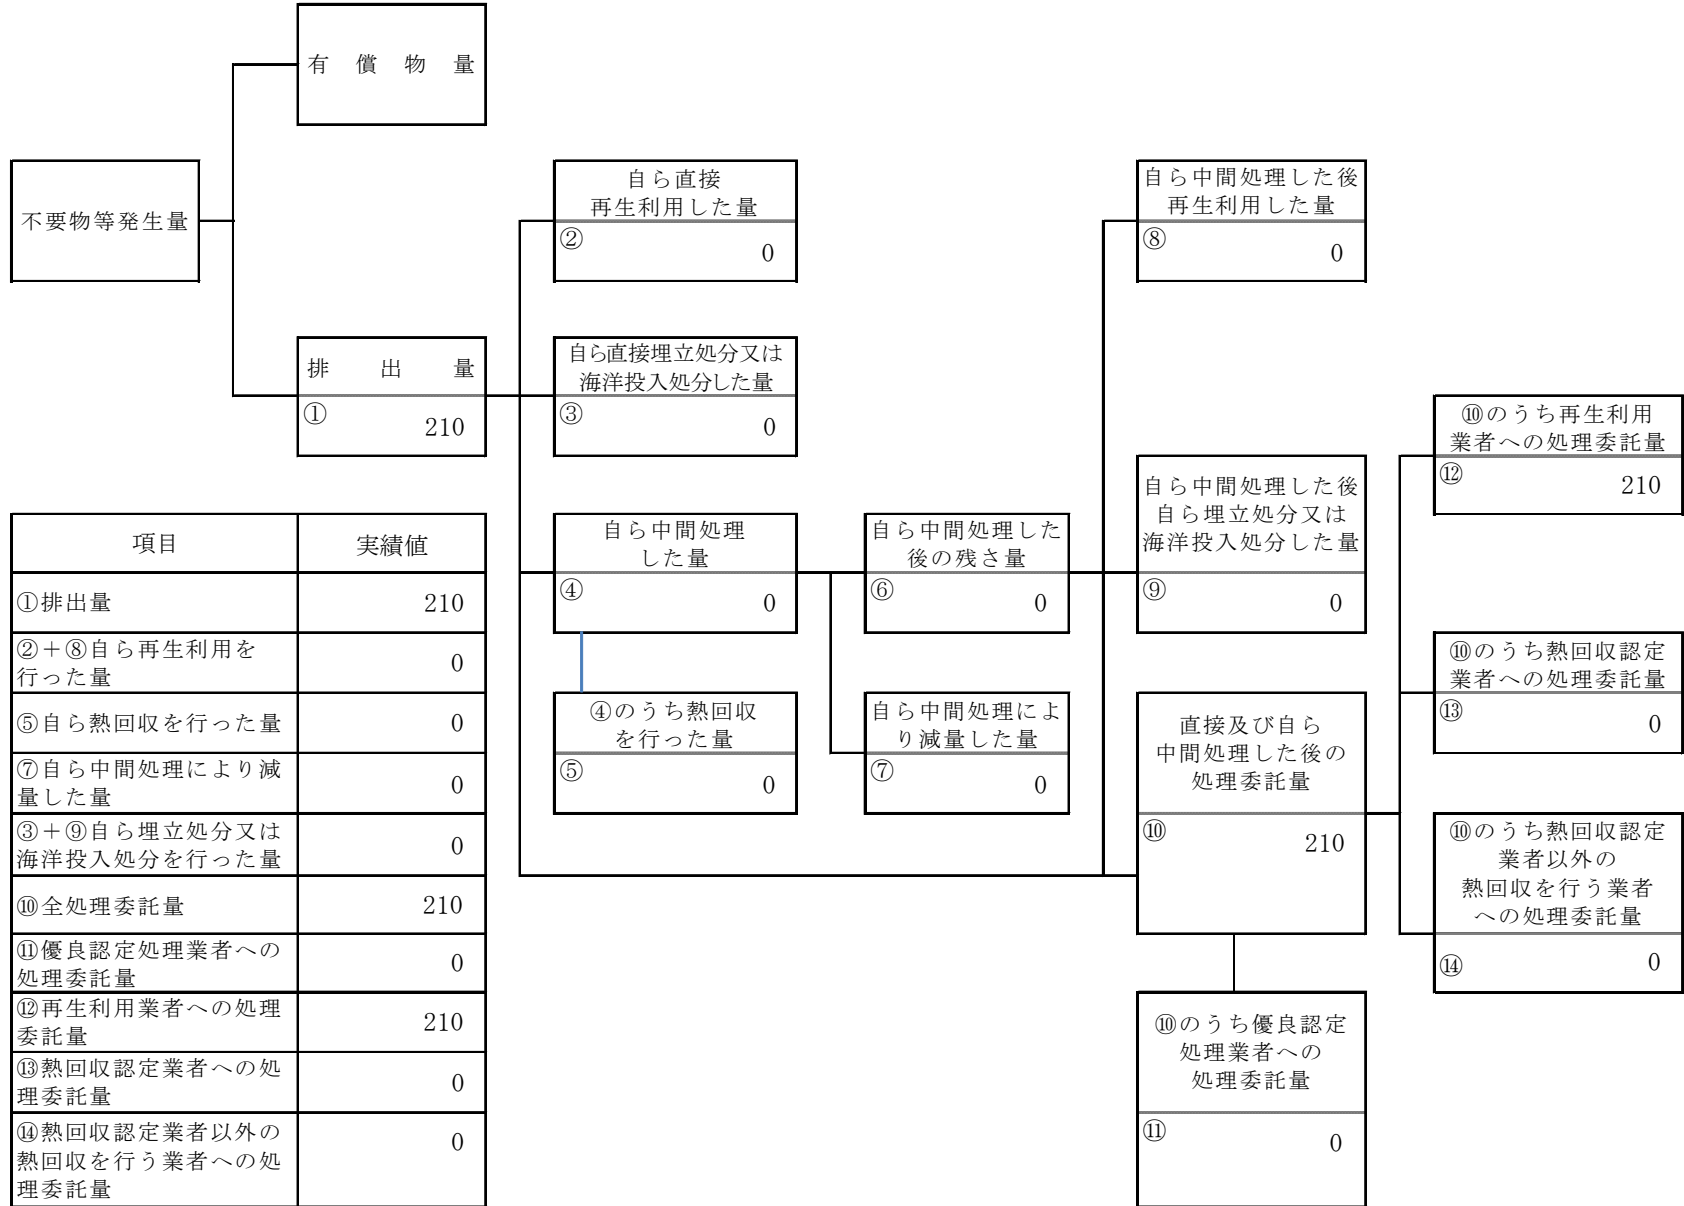 有償物量
不要物等発生量
排出量
①
210
自ら直接
再生利用した量
②
0
自ら直接埋立処分又は
海洋投入処分した量
③
0
自ら中間処理
した量
④
0
④のうち熱回収
を行った量
⑤
0
自ら中間処理した
後の残さ量
⑥
0
自ら中間処理によ
り減量した量
⑦
0
自ら中間処理した後
再生利用した量
⑧
0
自ら中間処理した後
自ら埋立処分又は
海洋投入処分した量
⑨
0
直接及び自ら
中間処理した後の
処理委託量
⑩
210
⑩のうち優良認定
処理業者への
処理委託量
⑪
0
⑩のうち再生利用
業者への処理委託量
⑫
210
⑩のうち熱回収認定
業者への処理委託量
⑬
0
⑩のうち熱回収認定
業者以外の
熱回収を行う業者
への処理委託量
⑭
0
項目 実績値
①排出量 210
②+⑧自ら再生利用を
行った量
0
⑤自ら熱回収を行った量 0
⑦自ら中間処理により減
量した量
0
③+⑨自ら埋立処分又は
海洋投入処分を行った量
0
⑩全処理委託量 210
⑪優良認定処理業者への
処理委託量
0
⑫再生利用業者への処理
委託量
210
⑬熱回収認定業者への処
理委託量
0
⑭熱回収認定業者以外の
熱回収を行う業者への処
理委託量
0